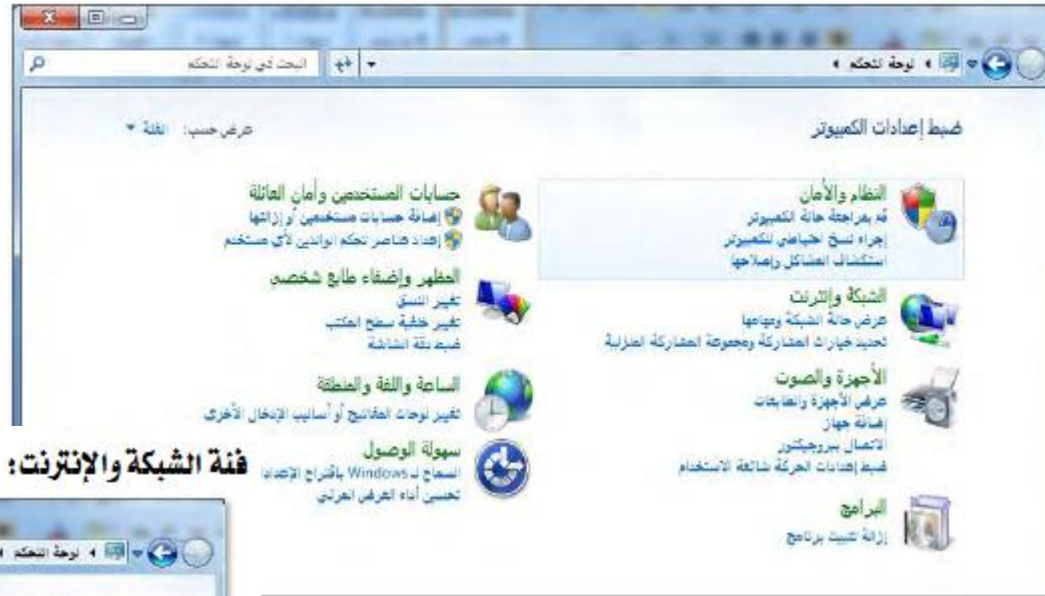 لوحة التحكم
البحث في لوحة التحكم
ضبط إعدادات الكمبيوتر
عرض حسب: الفئة
النظام والأمان
قم بمراجعة حالة الكمبيوتر
إجراء نسخ احتياطي للكمبيوتر
استكشاف المشاكل وإصلاحها
الشبكة وإنترنت
عرض حالة الشبكة ومهامها
تحديد خيارات المشاركة ومجموعة المشاركة المنزلية
الأجهزة والصوت
عرض الأجهزة والطابعات
إضافة جهاز
الاتصال ببروجيكتور
ضبط إعدادات الحركة شائعة الاستخدام
البرامج
إزالة تثبيت برنامج
حسابات المستخدمين وأمان العائلة
إضافة حسابات مستخدمين أو إزالتها
إعداد عناصر تحكم الوالدين لأي مستخدم
المظهر وإضفاء طابع شخصي
تغيير النسق
تغيير خلفية سطح المكتب
ضبط دقة الشاشة
الساعة واللغة والمنطقة
تغيير لوحات المفاتيح أو أساليب الإدخال الأخرى
سهولة الوصول
السماح لـ Windows باقتراح الإعدادا
تحسين أداء العرض المرئي
فئة الشبكة والإنترنت:
لوحة التحكم